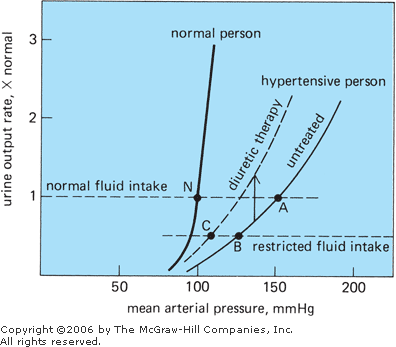 normal person
hypertensive person
diuretic therapy
untreated
urine output rate, X normal
3
2
1
normal fluid intake
N
A
C
B
restricted fluid intake
50
100
150
200
mean arterial pressure, mmHg
Copyright ©2006 by The McGraw-Hill Companies, Inc.
All rights reserved.